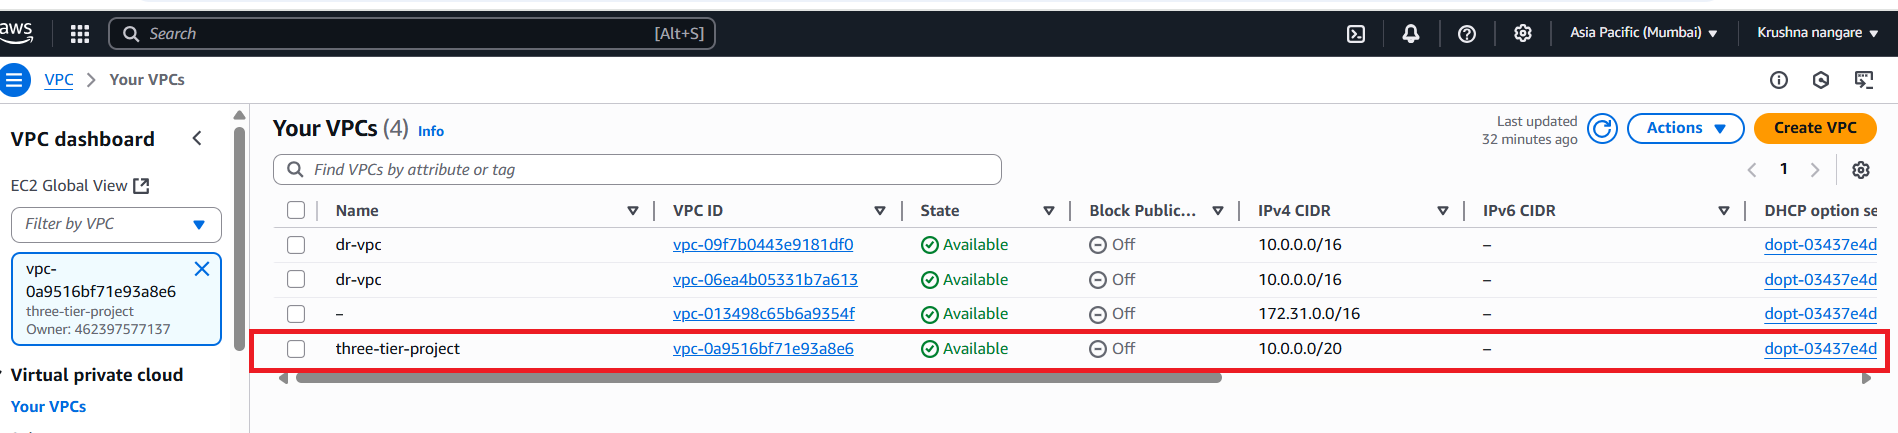 aws Search [Alt+S] Asia Pacific (Mumbai) Krushna nangare
VPC Your VPCs
VPC dashboard
EC2 Global View
Filter by VPC
vpc-
0a9516bf71e93a8e6
three-tier-project
Owner: 462397577137
Virtual private cloud
Your VPCs
Your VPCs (4) Info
Last updated
32 minutes ago
Actions
Create VPC
Find VPCs by attribute or tag
1
Name VPC ID State Block Public... IPv4 CIDR IPv6 CIDR DHCP option se
dr-vpc vpc-09f7b0443e9181df0 Available Off 10.0.0.0/16 – dopt-03437e4d
dr-vpc vpc-06ea4b05331b7a613 Available Off 10.0.0.0/16 – dopt-03437e4d
– vpc-013498c65b6a9354f Available Off 172.31.0.0/16 – dopt-03437e4d
three-tier-project vpc-0a9516bf71e93a8e6 Available Off 10.0.0.0/20 – dopt-03437e4d